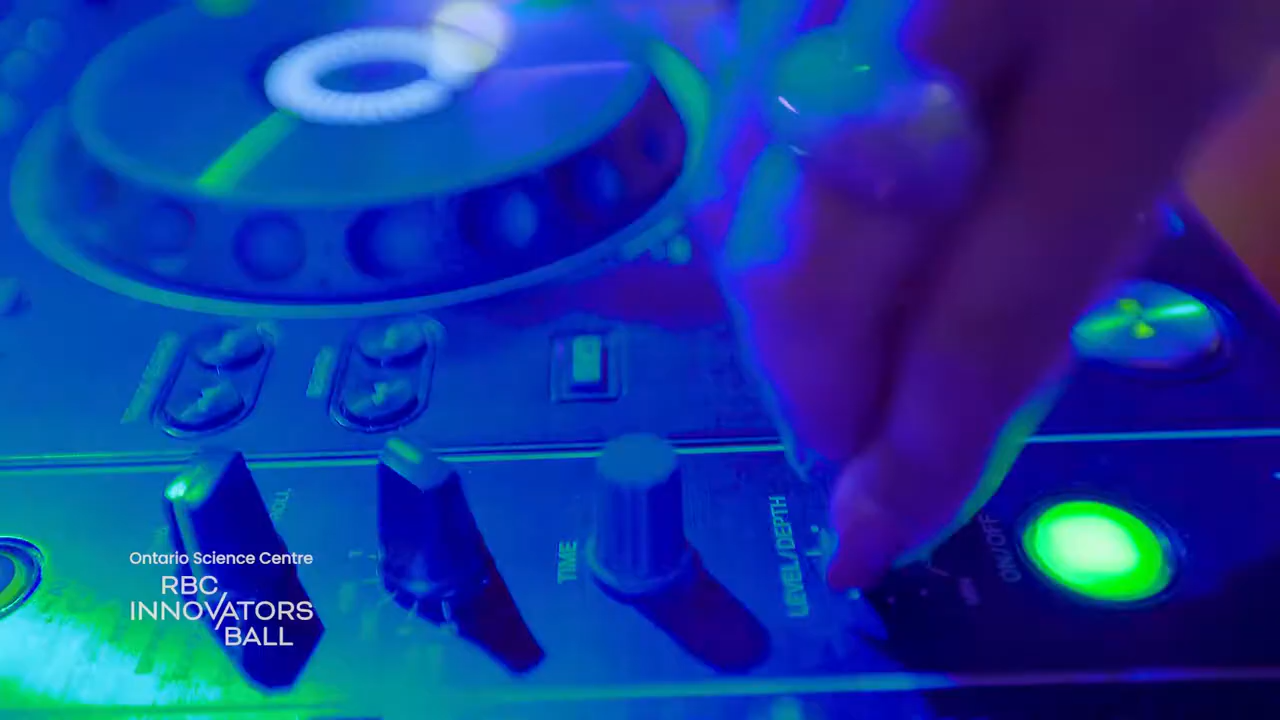 TIME
LEVEL/DEPTH
ON/OFF
Ontario Science Centre
RBC
INNOVATORS
BALL